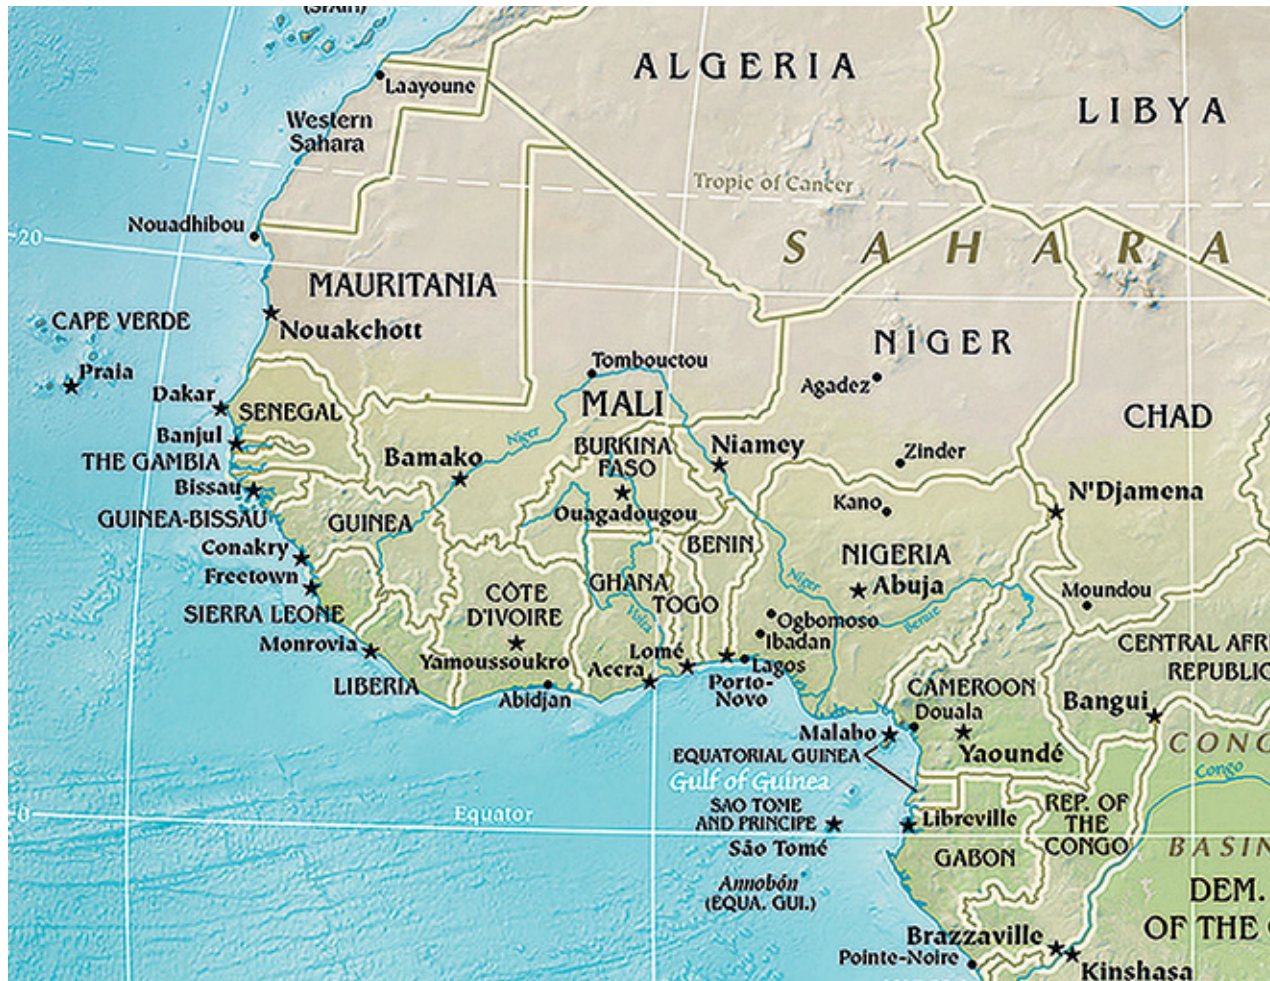 (SPAIN)
ALGERIA
LIBYA
Laayoune
Western
Sahara
Tropic of Cancer
Nouadhibou
20
SAHARA
MAURITANIA
CAPE VERDE
Nouakchott
NIGER
Praia
Tombouctou
Agadez
Dakar
SENEGAL
MALI
CHAD
Banjul
Niger
BURKINA
FASO
Niamey
THE GAMBIA
Bamako
Zinder
Bissau
Kano
N'Djamena
GUINEA-BISSAU
GUINEA
Ouagadougou
Conakry
BENIN
NIGERIA
Freetown
CÔTE
D'IVOIRE
GHANA
TOGO
Niger
Abuja
Moundou
SIERRA LEONE
Volta
Ogbomoso
Benue
Monrovia
Yamoussoukro
Lomé
Ibadan
CENTRAL AFRI
REPUBLIC
Accra
Lagos
LIBERIA
Abidjan
Porto-
Novo
CAMEROON
Douala
Bangui
Malabo
Yaoundé
EQUATORIAL GUINEA
CONG
Congo
Gulf of Guinea
SAO TOME
AND PRINCIPE
REP. OF
THE
CONGO
0
Equator
Libreville
São Tomé
GABON
BASIN
Annobón
(EQUA. GUI.)
DEM.
OF THE
Brazzaville
Pointe-Noire
Kinshasa